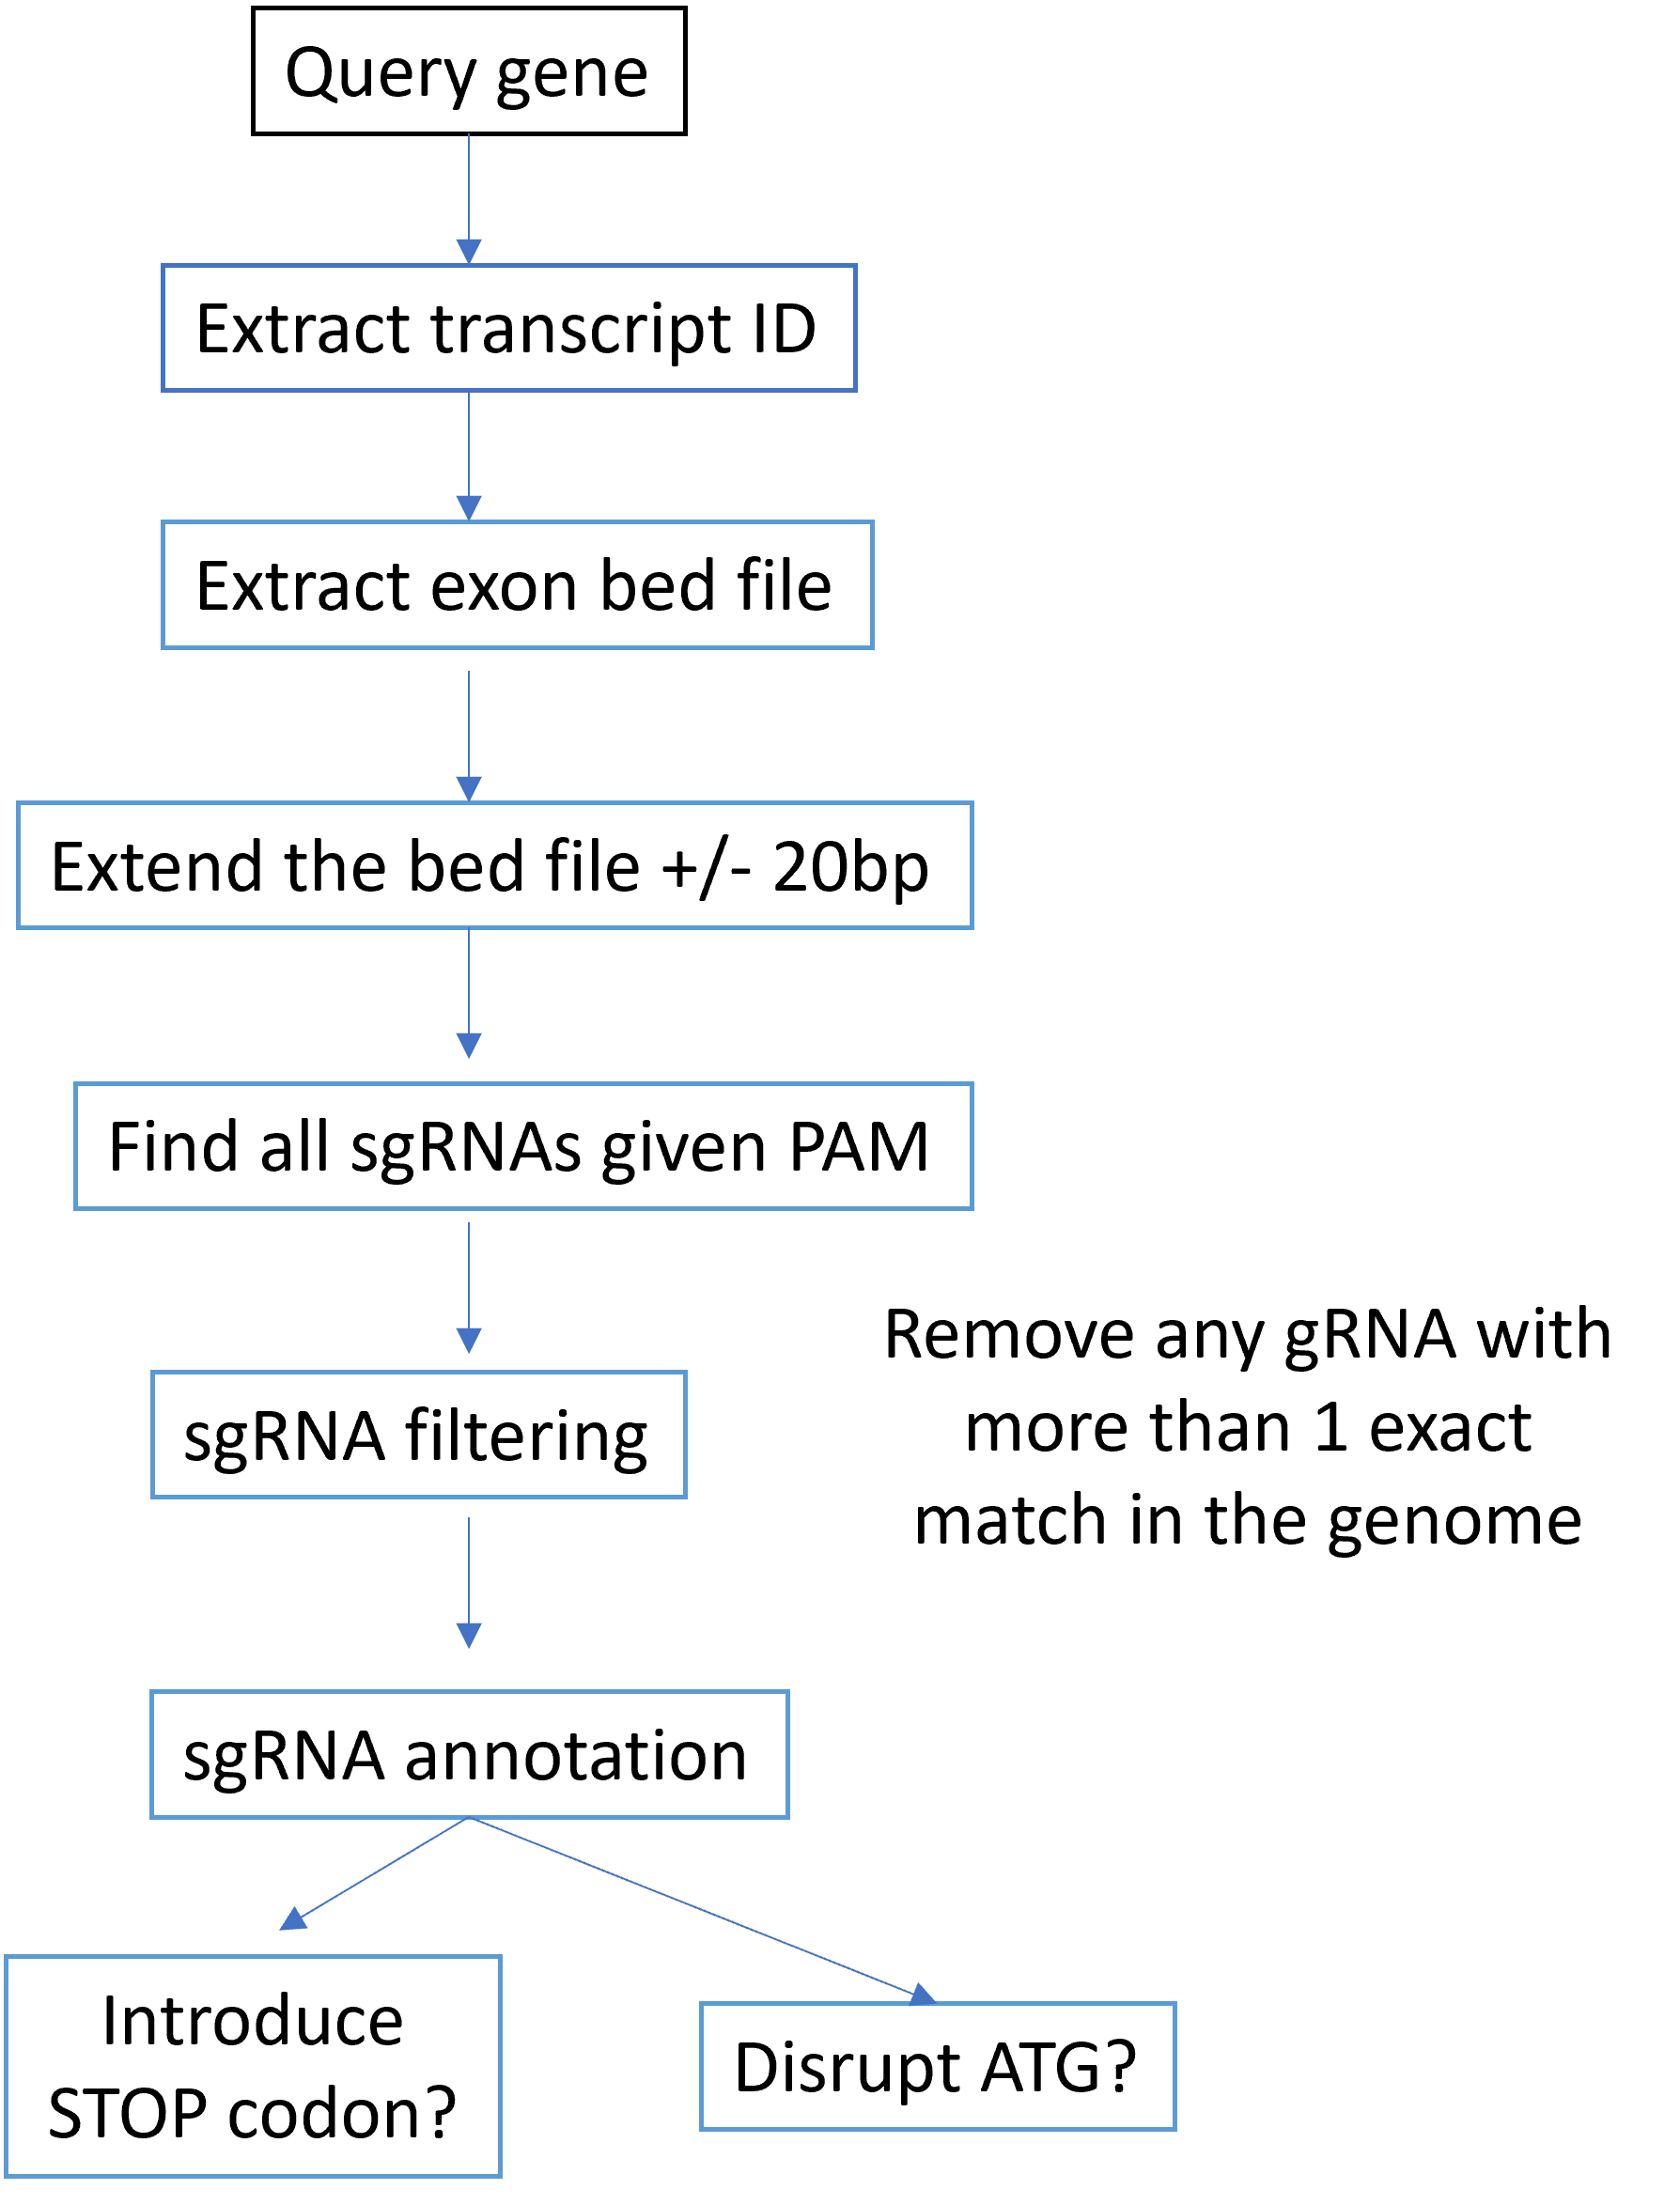 Query gene
Extract transcript ID
Extract exon bed file
Extend the bed file +/- 20bp
Find all sgRNAs given PAM
Remove any gRNA with
more than 1 exact
match in the genome
sgRNA filtering
sgRNA annotation
Introduce
STOP codon?
Disrupt ATG?